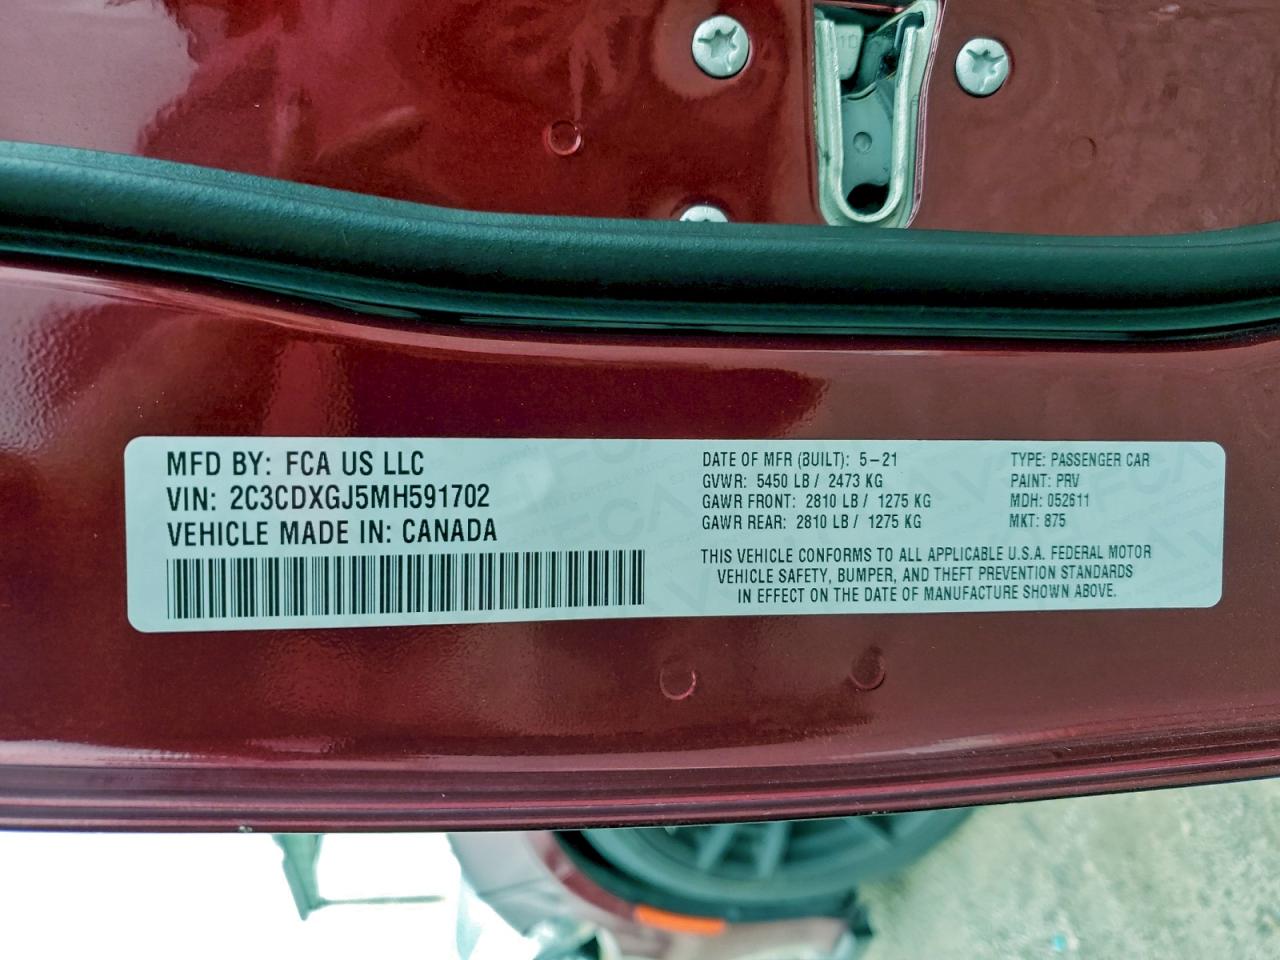 MFD BY: FCA US LLC
VIN: 2C3CDXGJ5MH591702
VEHICLE MADE IN: CANADA
DATE OF MFR (BUILT): 5-21
GVWR: 5450 LB / 2473 KG
GAWR FRONT: 2810 LB / 1275 KG
GAWR REAR: 2810 LB / 1275 KG
TYPE: PASSENGER CAR
PAINT: PRV
MDH: 052611
MKT: 875
THIS VEHICLE CONFORMS TO ALL APPLICABLE U.S.A. FEDERAL MOTOR
VEHICLE SAFETY, BUMPER, AND THEFT PREVENTION STANDARDS
IN EFFECT ON THE DATE OF MANUFACTURE SHOWN ABOVE.